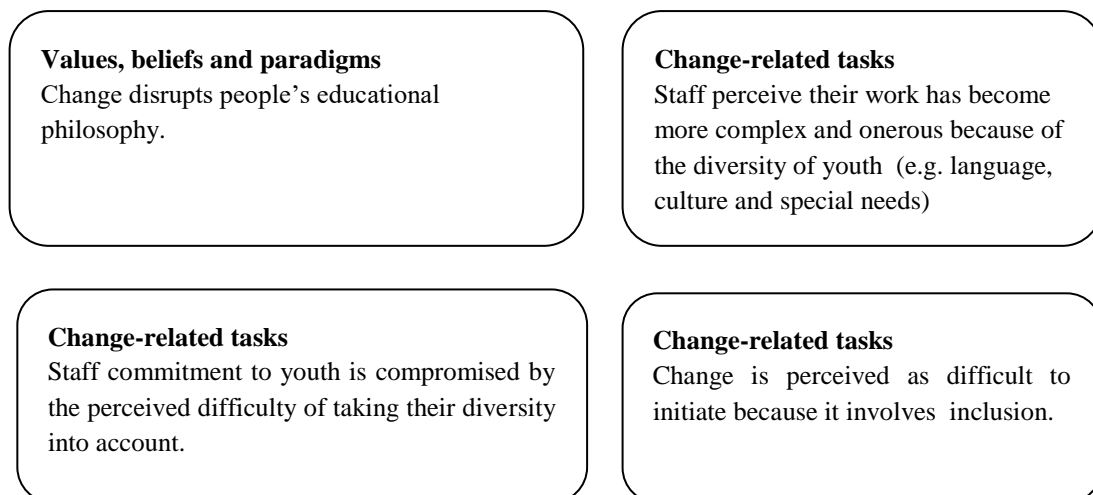 Values, beliefs and paradigms
Change disrupts people’s educational
philosophy.
Change-related tasks
Staff perceive their work has become
more complex and onerous because of
the diversity of youth (e.g. language,
culture and special needs)
Change-related tasks
Staff commitment to youth is compromised by
the perceived difficulty of taking their diversity
into account.
Change-related tasks
Change is perceived as difficult to
initiate because it involves inclusion.